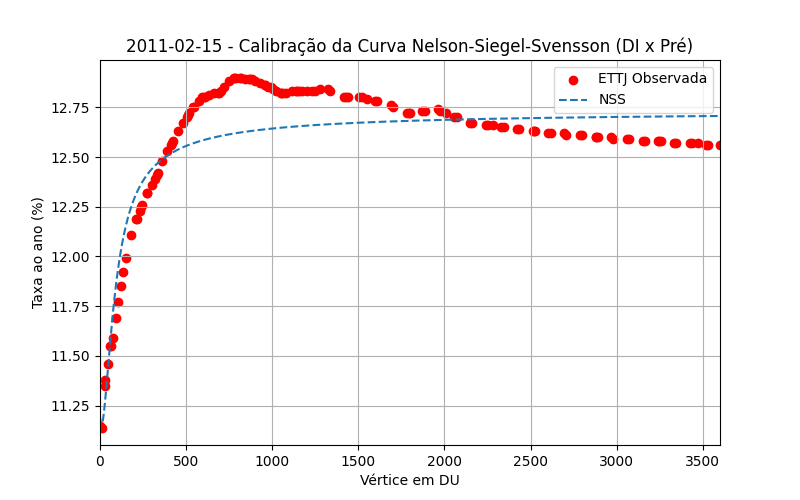 2011-02-15 - Calibração da Curva Nelson-Siegel-Svensson (DI x Pré)
ETTJ Observada
NSS
Taxa ao ano (%)
12.75
12.50
12.25
12.00
11.75
11.50
11.25
0 500 1000 1500 2000 2500 3000 3500
Vértice em DU